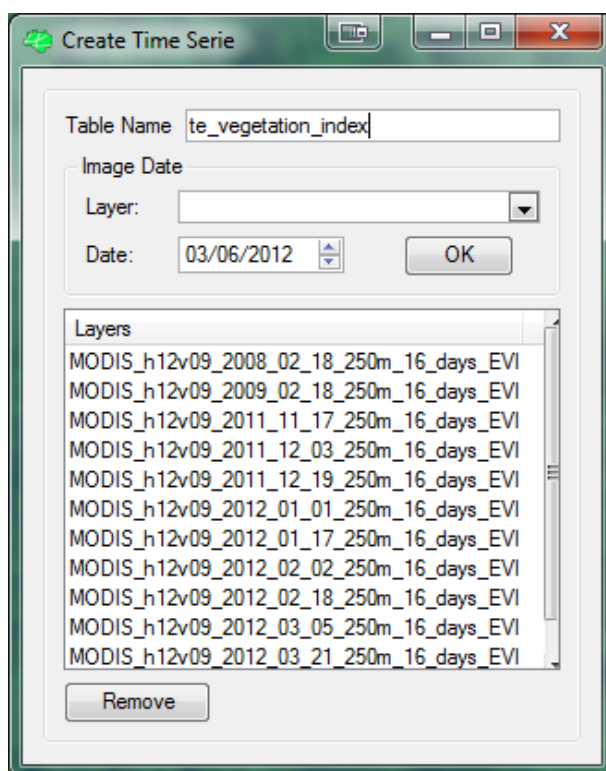 Create Time Serie
Table Name te_vegetation_index
Image Date
Layer:
Date: 03/06/2012 OK
Layers
MODIS_h12v09_2008_02_18_250m_16_days_EVI
MODIS_h12v09_2009_02_18_250m_16_days_EVI
MODIS_h12v09_2011_11_17_250m_16_days_EVI
MODIS_h12v09_2011_12_03_250m_16_days_EVI
MODIS_h12v09_2011_12_19_250m_16_days_EVI
MODIS_h12v09_2012_01_01_250m_16_days_EVI
MODIS_h12v09_2012_01_17_250m_16_days_EVI
MODIS_h12v09_2012_02_02_250m_16_days_EVI
MODIS_h12v09_2012_02_18_250m_16_days_EVI
MODIS_h12v09_2012_03_05_250m_16_days_EVI
MODIS_h12v09_2012_03_21_250m_16_days_EVI
Remove